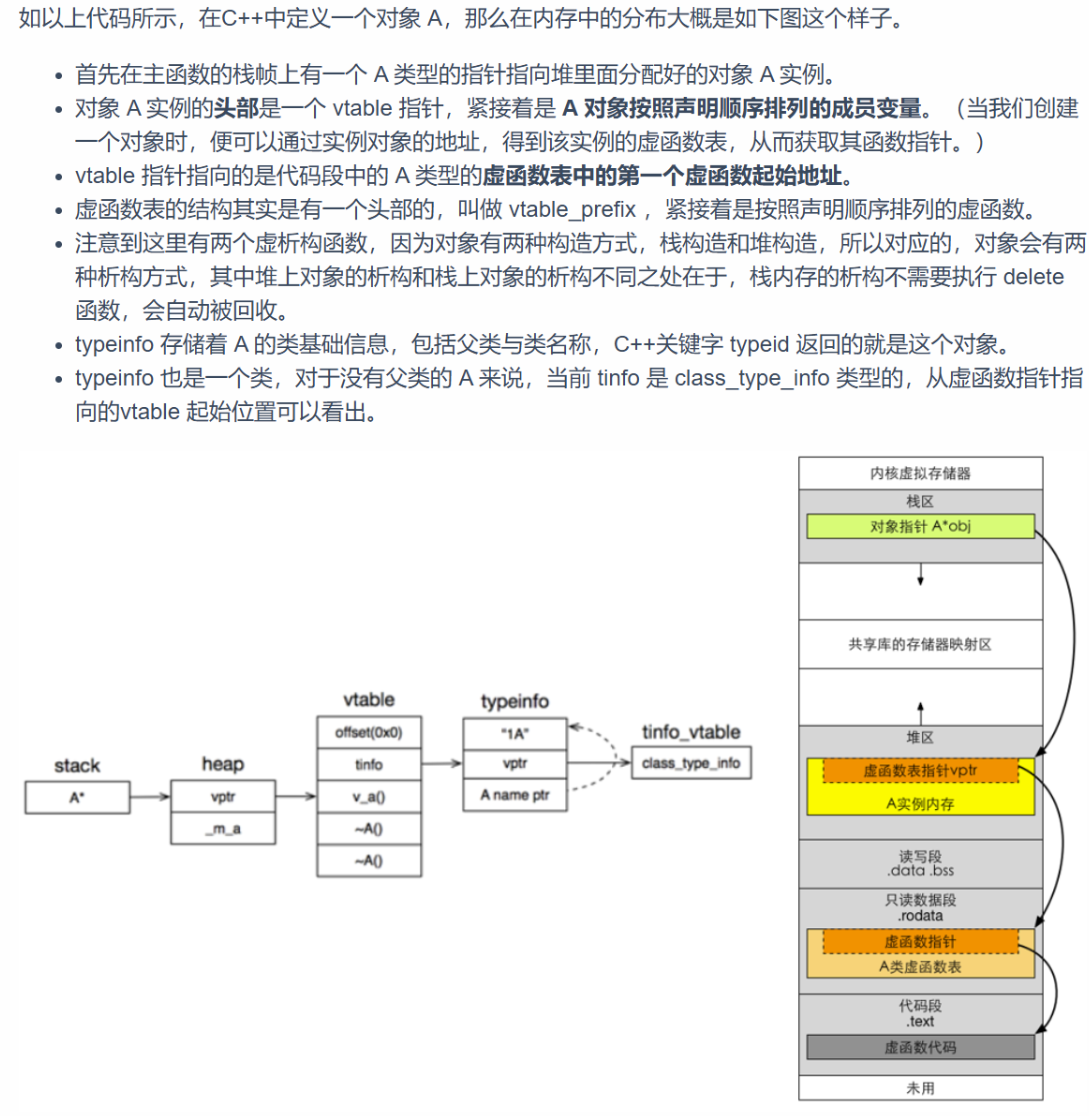 如以上代码所示，在C++中定义一个对象 A，那么在内存中的分布大概是如下图这个样子。
• 首先在主函数的栈帧上有一个 A 类型的指针指向堆里面分配好的对象 A 实例。
• 对象 A 实例的头部是一个 vtable 指针，紧接着是 A 对象按照声明顺序排列的成员变量。（当我们创建
一个对象时，便可以通过实例对象的地址，得到该实例的虚函数表，从而获取其函数指针。）
• vtable 指针指向的是代码段中的 A 类型的虚函数表中的第一个虚函数起始地址。
• 虚函数表的结构其实是有一个头部的，叫做 vtable_prefix ，紧接着是按照声明顺序排列的虚函数。
• 注意到这里有两个虚析构函数，因为对象有两种构造方式，栈构造和堆构造，所以对应的，对象会有两
种析构方式，其中堆上对象的析构和栈上对象的析构不同之处在于，栈内存的析构不需要执行 delete
函数，会自动被回收。
• typeinfo 存储着 A 的类基础信息，包括父类与类名称，C++关键字 typeid 返回的就是这个对象。
• typeinfo 也是一个类，对于没有父类的 A 来说，当前 tinfo 是 class_type_info 类型的，从虚函数指针指
向的vtable 起始位置可以看出。
stack
A*
heap
vptr
_m_a
vtable
offset(0x0)
tinfo
v_a()
~A()
~A()
typeinfo
"1A"
vptr
A name ptr
tinfo_vtable
class_type_info
内核虚拟存储器
栈区
对象指针 A*obj
共享库的存储器映射区
堆区
虚函数表指针vptr
A实例内存
读写段
.data .bss
只读数据段
.rodata
虚函数指针
A类虚函数表
代码段
.text
虚函数代码
未用